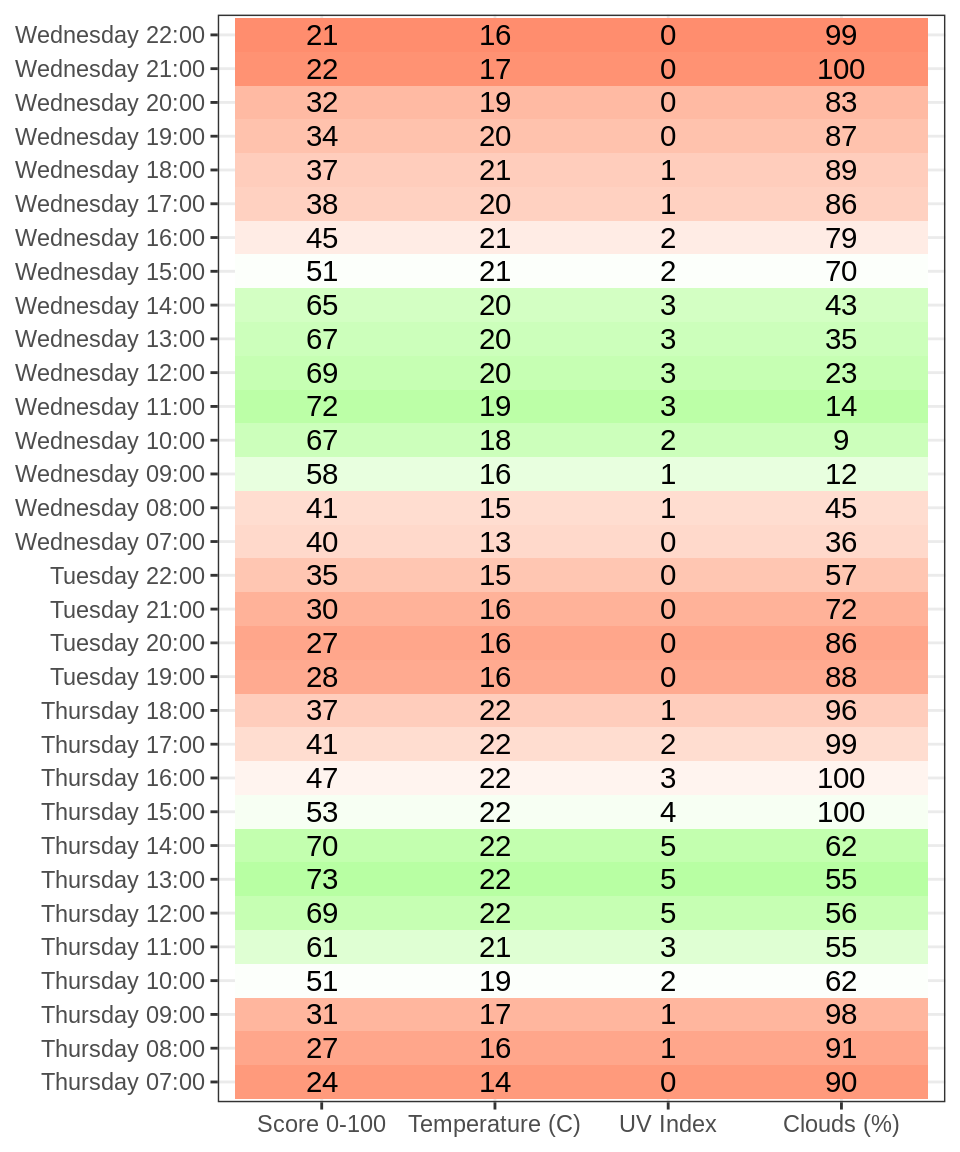 Wednesday 22:00 21 16 0 99
Wednesday 21:00 22 17 0 100
Wednesday 20:00 32 19 0 83
Wednesday 19:00 34 20 0 87
Wednesday 18:00 37 21 1 89
Wednesday 17:00 38 20 1 86
Wednesday 16:00 45 21 2 79
Wednesday 15:00 51 21 2 70
Wednesday 14:00 65 20 3 43
Wednesday 13:00 67 20 3 35
Wednesday 12:00 69 20 3 23
Wednesday 11:00 72 19 3 14
Wednesday 10:00 67 18 2 9
Wednesday 09:00 58 16 1 12
Wednesday 08:00 41 15 1 45
Wednesday 07:00 40 13 0 36
Tuesday 22:00 35 15 0 57
Tuesday 21:00 30 16 0 72
Tuesday 20:00 27 16 0 86
Tuesday 19:00 28 16 0 88
Thursday 18:00 37 22 1 96
Thursday 17:00 41 22 2 99
Thursday 16:00 47 22 3 100
Thursday 15:00 53 22 4 100
Thursday 14:00 70 22 5 62
Thursday 13:00 73 22 5 55
Thursday 12:00 69 22 5 56
Thursday 11:00 61 21 3 55
Thursday 10:00 51 19 2 62
Thursday 09:00 31 17 1 98
Thursday 08:00 27 16 1 91
Thursday 07:00 24 14 0 90
Score 0-100 Temperature (C) UV Index Clouds (%)